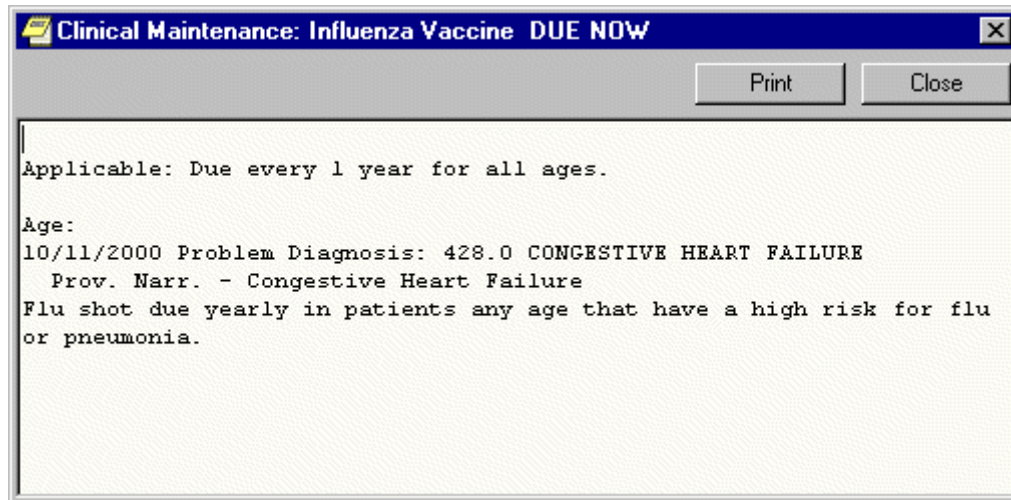 Clinical Maintenance: Influenza Vaccine DUE NOW
Print Close
Applicable: Due every 1 year for all ages.
Age:
10/11/2000 Problem Diagnosis: 428.0 CONGESTIVE HEART FAILURE
Prov. Narr. - Congestive Heart Failure
Flu shot due yearly in patients any age that have a high risk for flu
or pneumonia.